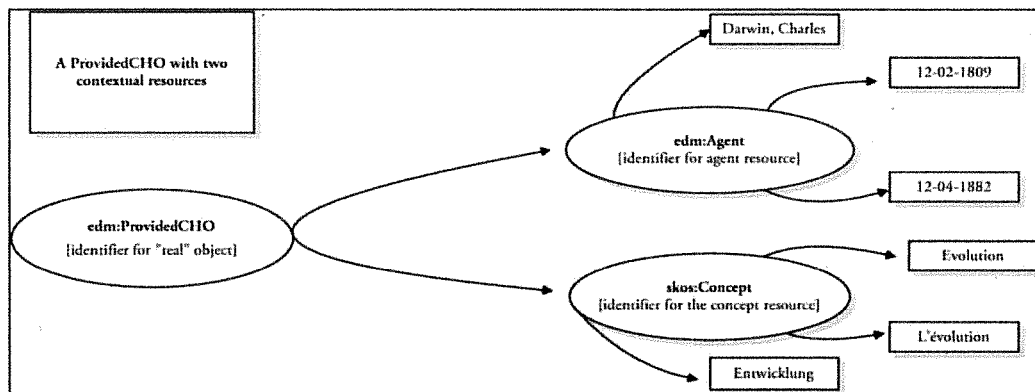 A ProvidedCHO with two
contextual resources
Darwin, Charles
12-02-1809
edm:Agent
{identifier for agent resource}
12-04-1882
edm:ProvidedCHO
{identifier for "real" object}
Evolution
skos:Concept
{identifier for the concept resource}
L'évolution
Entwicklung